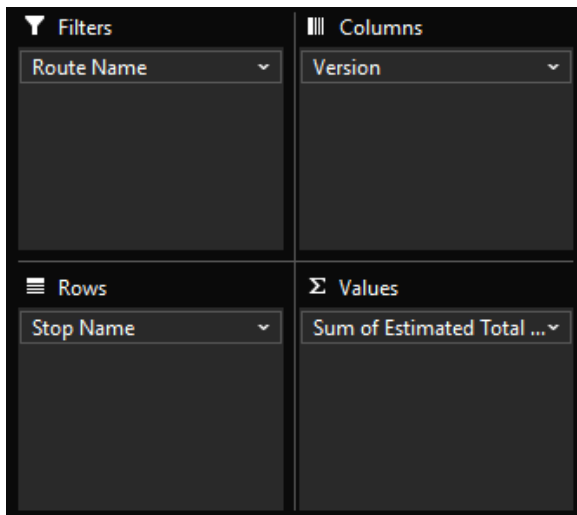 Filters
Columns
Route Name
Version
Rows
Σ Values
Stop Name
Sum of Estimated Total ...